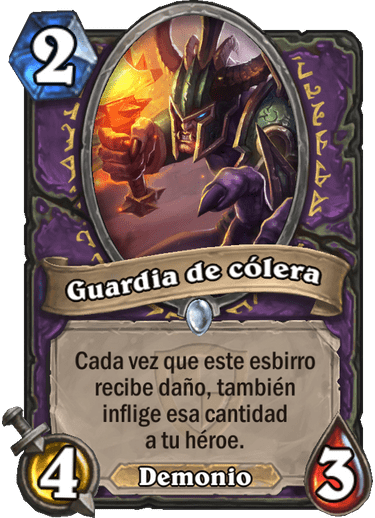 2
Guardia de cólera
Cada vez que este esbirro
recibe daño, también
inflige esa cantidad
a tu héroe.
4
Demonio
3